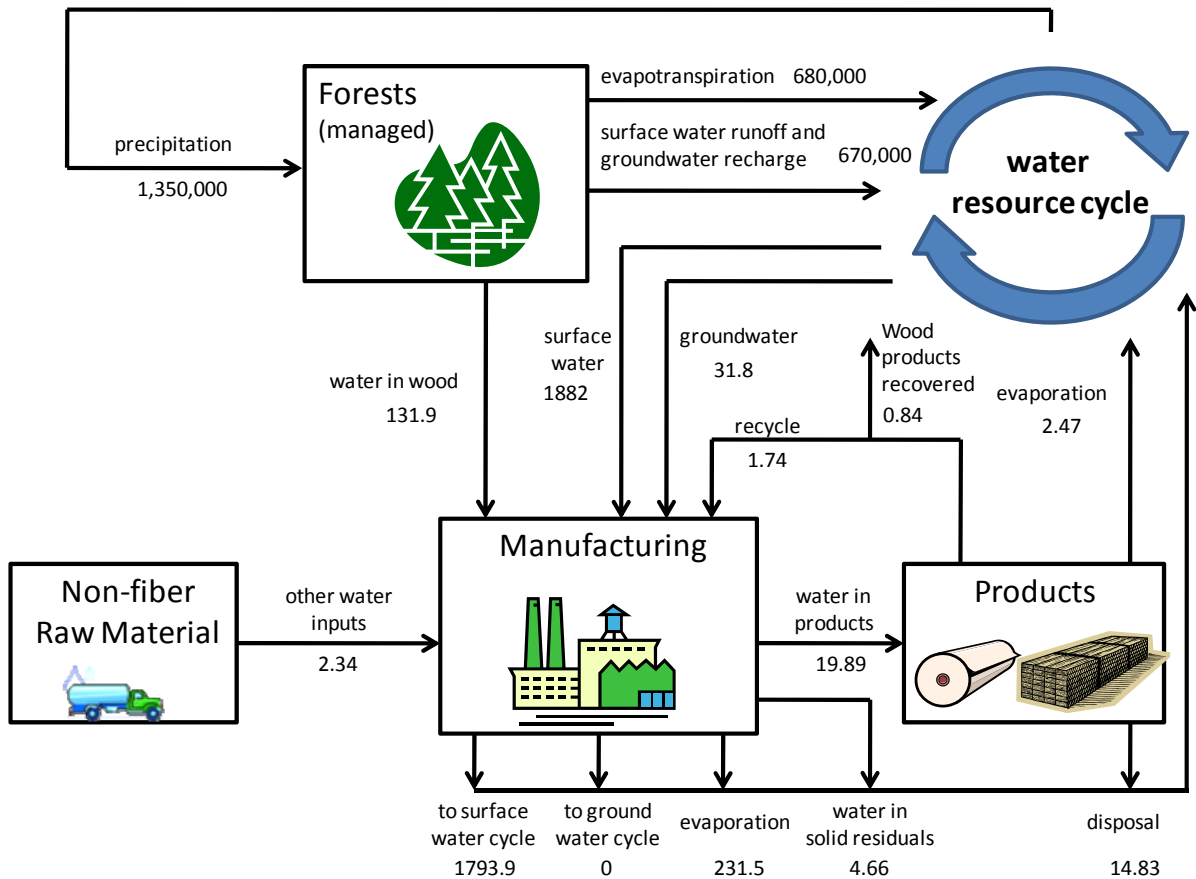 evapotranspiration 680,000
Forests
(managed)
surface water runoff and
groundwater recharge
670,000
precipitation
1,350,000
water
resource cycle
surface
water
1882
groundwater
31.8
Wood
products
recovered
0.84
water in wood
131.9
evaporation
2.47
recycle
1.74
Manufacturing
Non-fiber
Raw Material
other water
inputs
2.34
water in
products
19.89
Products
to surface
water cycle
1793.9
to ground
water cycle
0
evaporation
231.5
water in
solid residuals
4.66
disposal
14.83